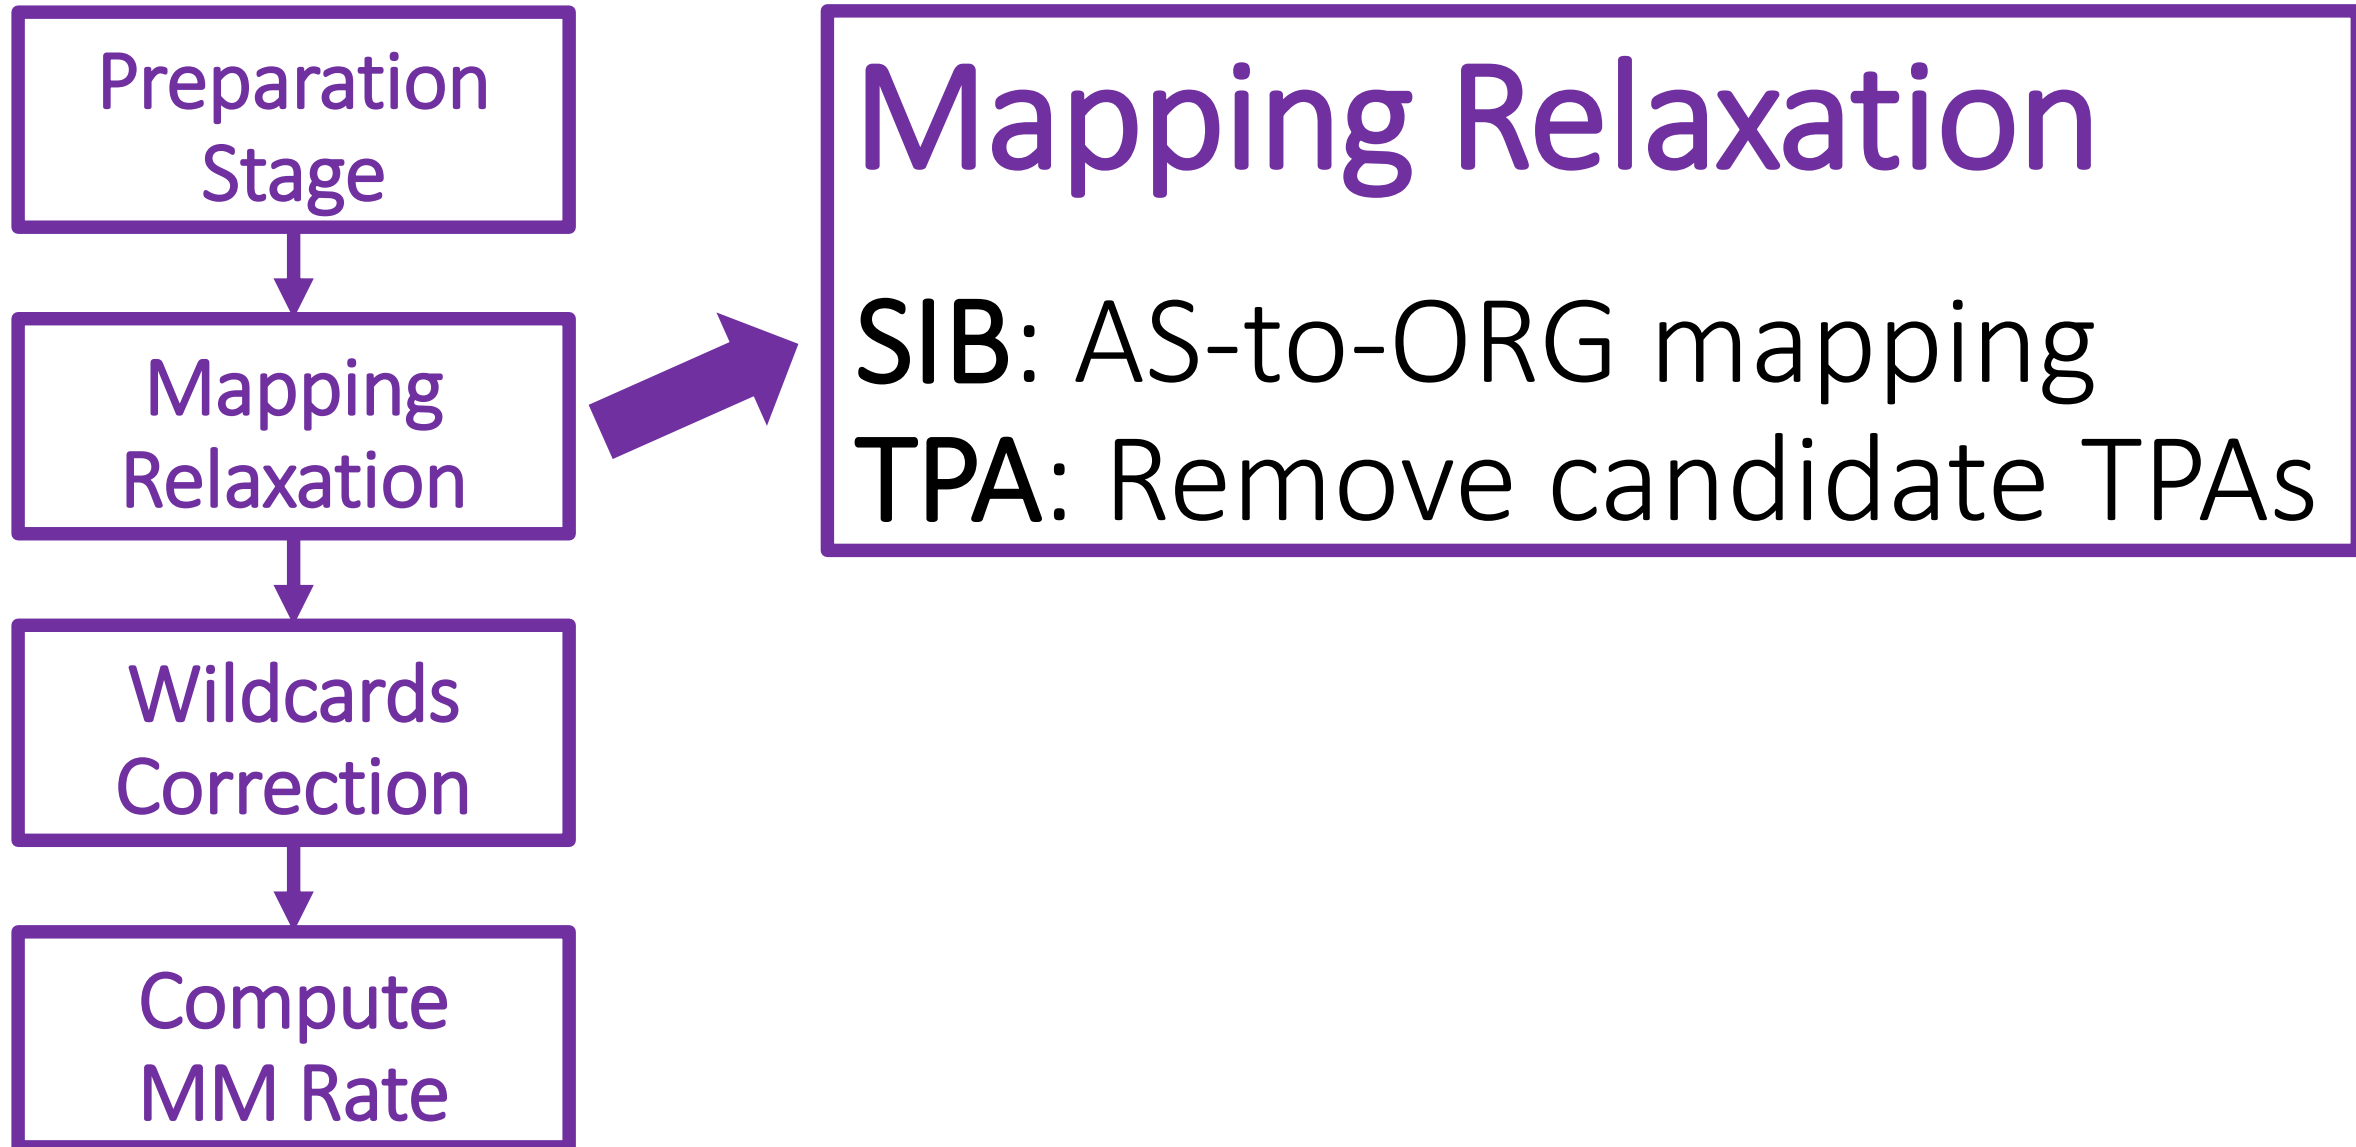 Preparation
Stage
Mapping
Relaxation
Wildcards
Correction
Compute
MM Rate
Mapping Relaxation
SIB: AS-to-ORG mapping
TPA: Remove candidate TPAs